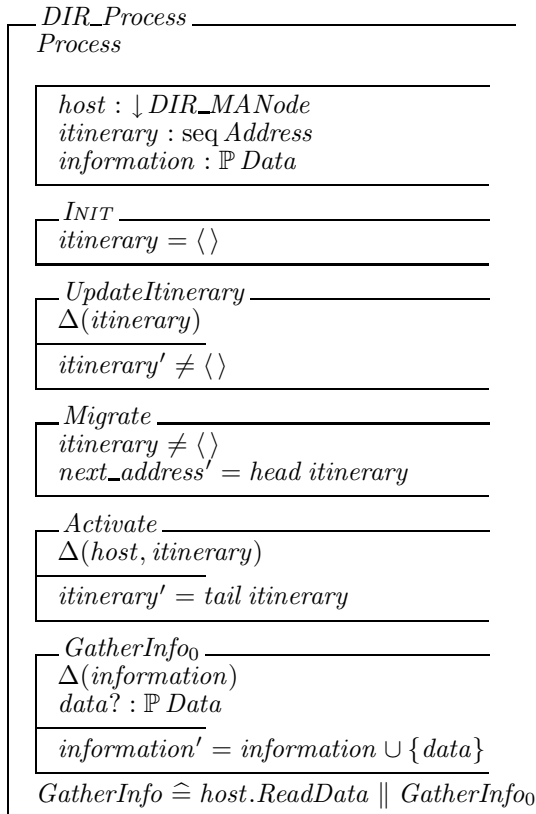 DIR_Process
Process
host : ↓ DIR_MANode
itinerary : seq Address
information : ℙ Data
INIT
itinerary = ⟨ ⟩
UpdateItinerary
Δ(itinerary)
itinerary′ ≠ ⟨ ⟩
Migrate
itinerary ≠ ⟨ ⟩
next_address′ = head itinerary
Activate
Δ(host, itinerary)
itinerary′ = tail itinerary
GatherInfo₀
Δ(information)
data? : ℙ Data
information′ = information ∪ {data}
GatherInfo ≙ host.ReadData ∥ GatherInfo₀